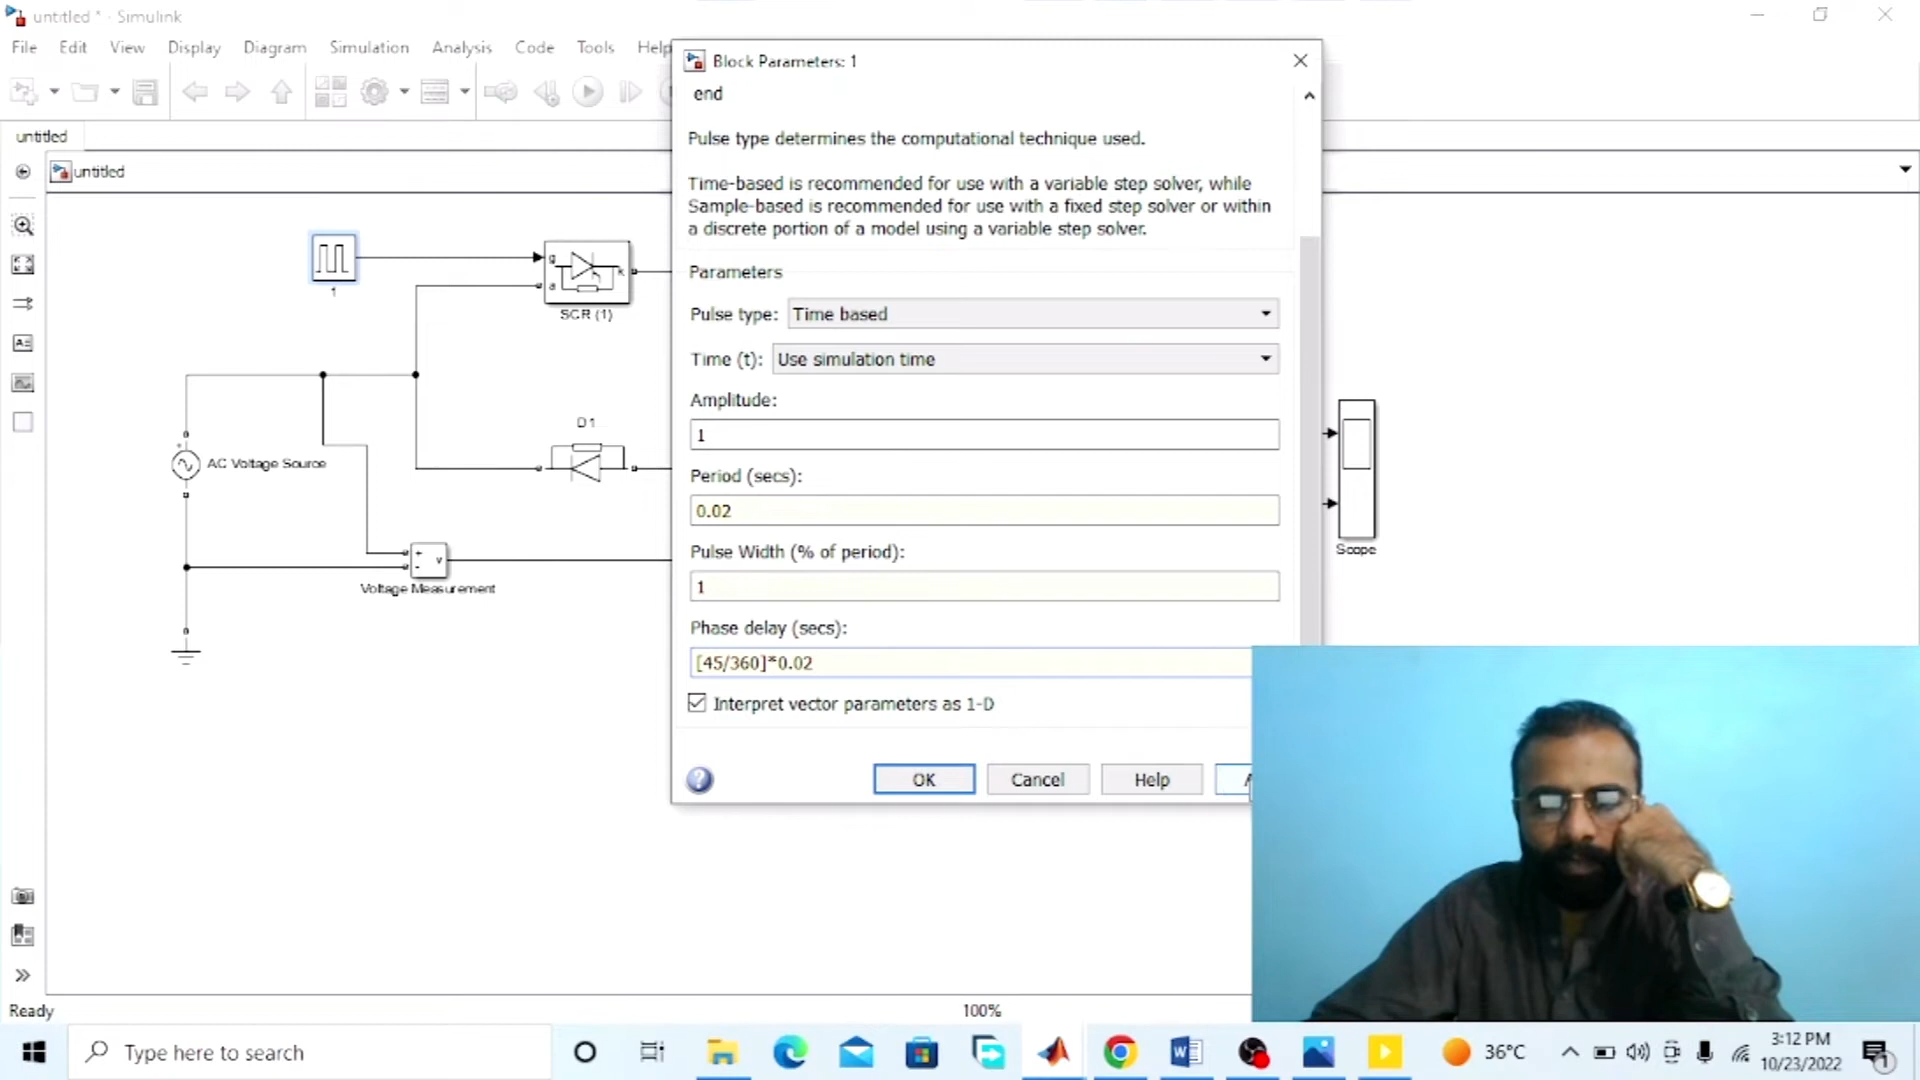 untitled * - Simulink
File Edit View Display Diagram Simulation Analysis Code Tools Help
untitled
untitled
1
g
a
k
SCR (1)
D1
AC Voltage Source
+
-
v
Voltage Measurement
Scope
Block Parameters: 1
end
Pulse type determines the computational technique used.
Time-based is recommended for use with a variable step solver, while
Sample-based is recommended for use with a fixed step solver or within
a discrete portion of a model using a variable step solver.
Parameters
Pulse type: Time based
Time (t): Use simulation time
Amplitude:
1
Period (secs):
0.02
Pulse Width (% of period):
1
Phase delay (secs):
[45/360]*0.02
Interpret vector parameters as 1-D
OK Cancel Help
Ready 100%
Type here to search
36°C
3:12 PM
10/23/2022
1